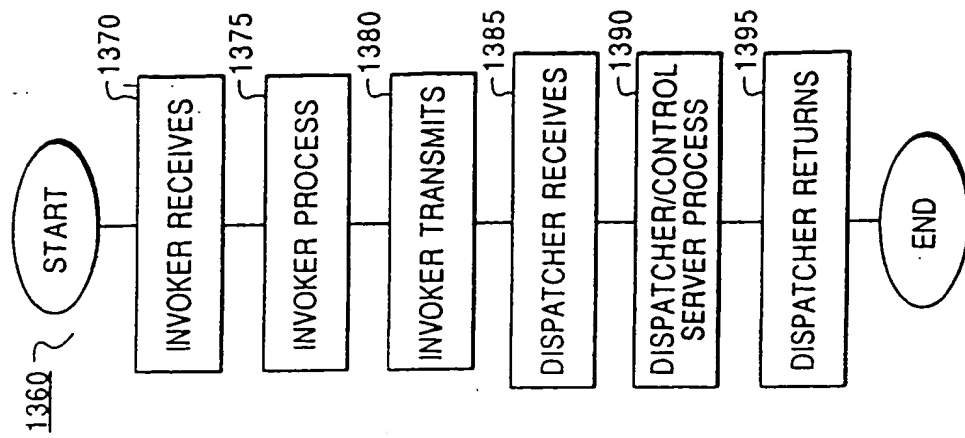 1360
START
1370
INVOKER RECEIVES
1375
INVOKER PROCESS
1380
INVOKER TRANSMITS
1385
DISPATCHER RECEIVES
1390
DISPATCHER/CONTROL
SERVER PROCESS
1395
DISPATCHER RETURNS
END